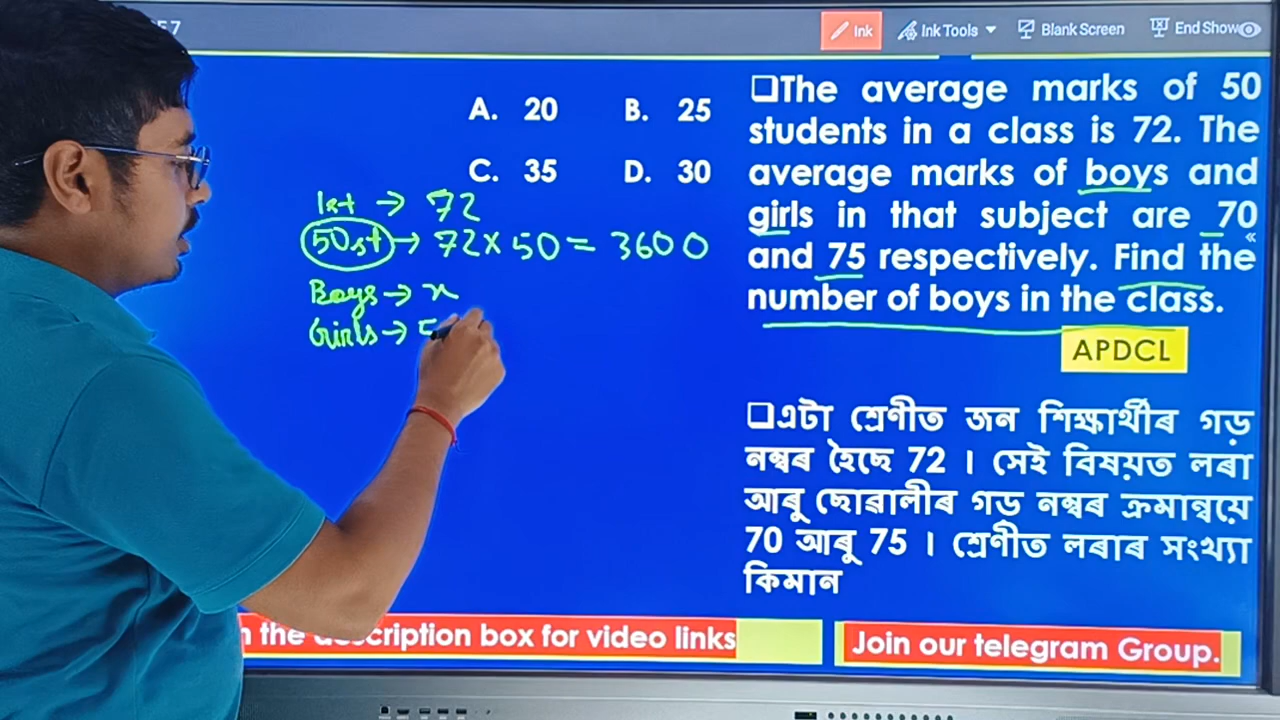 57
Ink
Ink Tools
Blank Screen
End Show
A. 20
B. 25
C. 35
D. 30
1st → 72
50st → 72×50=3600
Boys → x
Girls → 5
❑The average marks of 50
students in a class is 72. The
average marks of boys and
girls in that subject are 70
and 75 respectively. Find the
number of boys in the class.
APDCL
❑এটা শ্ৰেণীত জন শিক্ষাৰ্থীৰ গড়
নম্বৰ হৈছে 72 । সেই বিষয়ত লৰা
আৰু ছোৱালীৰ গড় নম্বৰ ক্ৰমান্বয়ে
70 আৰু 75 । শ্ৰেণীত লৰাৰ সংখ্যা
কিমান
n the description box for video links
Join our telegram Group.